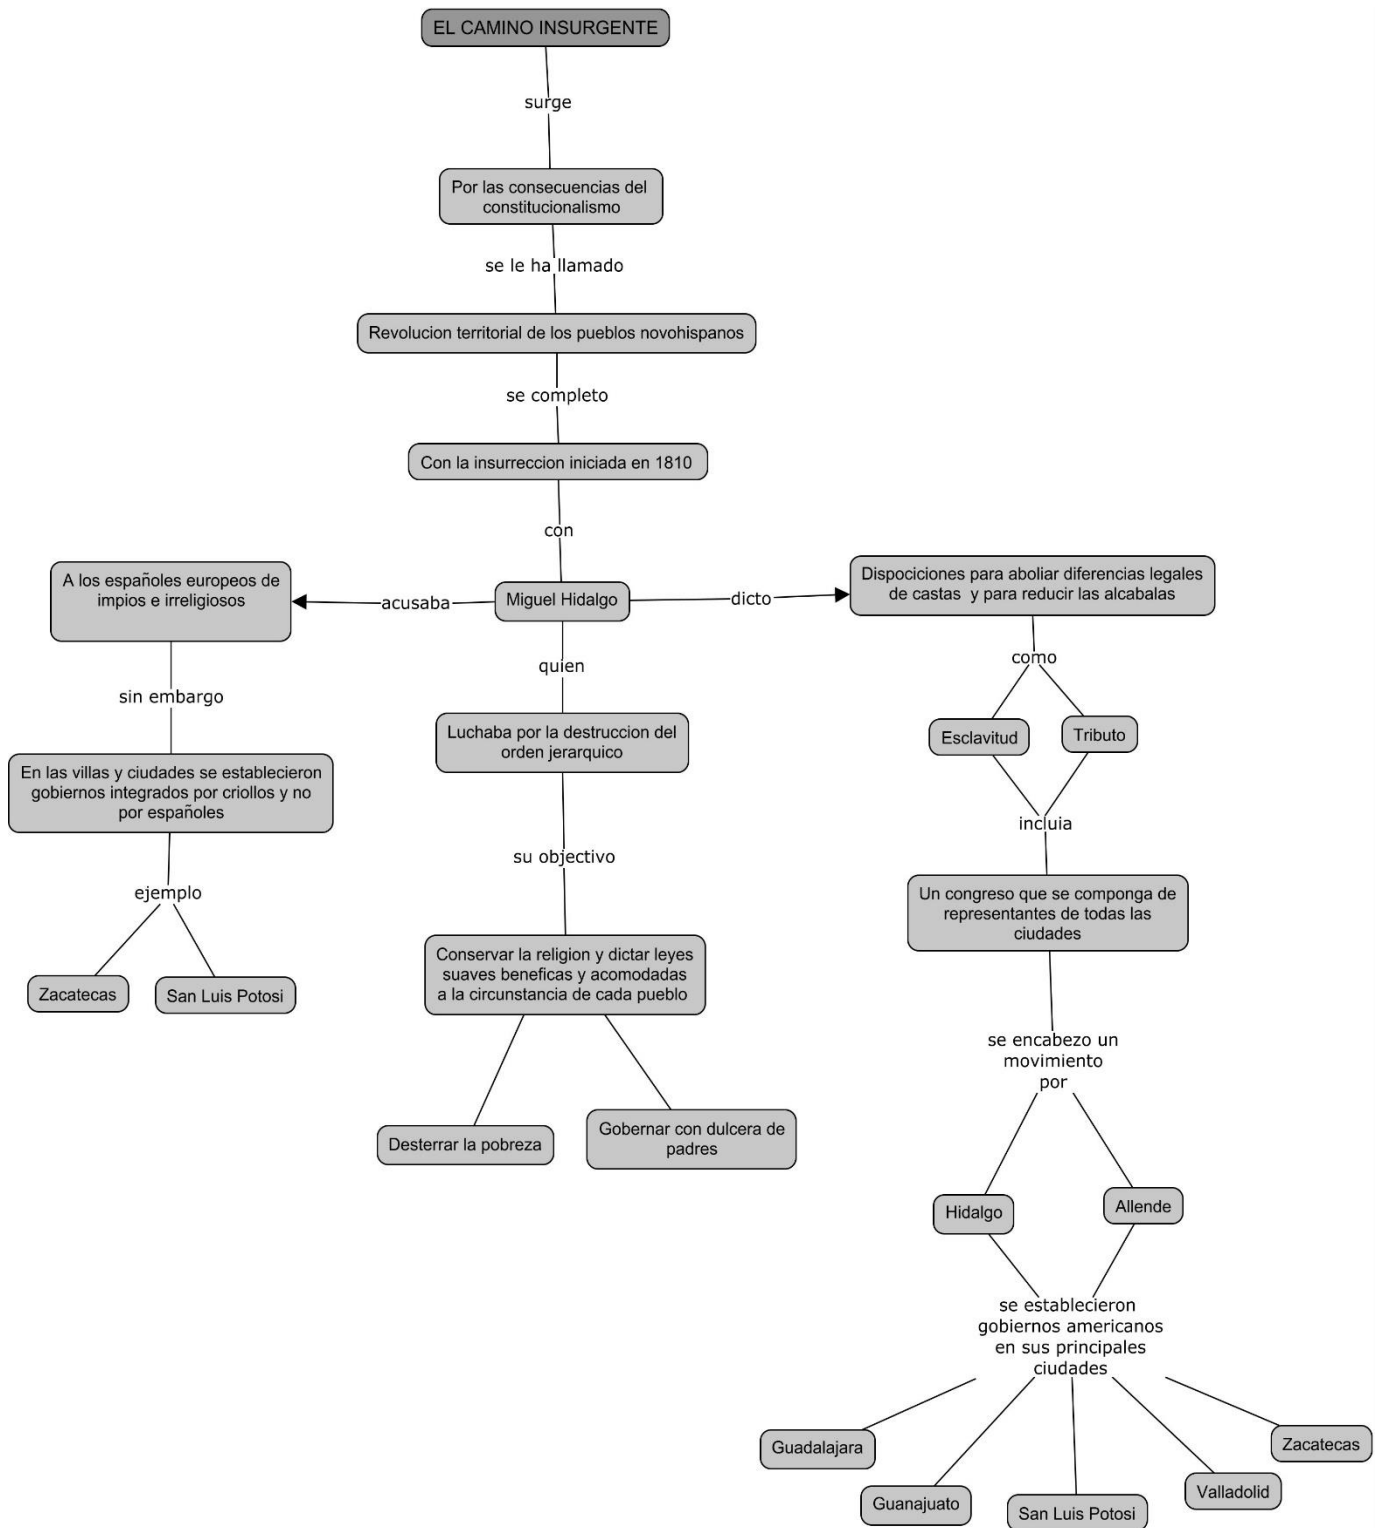 EL CAMINO INSURGENTE
surge
Por las consecuencias del
constitucionalismo
se le ha llamado
Revolucion territorial de los pueblos novohispanos
se completo
Con la insurreccion iniciada en 1810
con
Miguel Hidalgo
acusaba
A los españoles europeos de
impios e irreligiosos
sin embargo
En las villas y ciudades se establecieron
gobiernos integrados por criollos y no
por españoles
ejemplo
Zacatecas
San Luis Potosi
quien
Luchaba por la destruccion del
orden jerarquico
su objectivo
Conservar la religion y dictar leyes
suaves beneficas y acomodadas
a la circunstancia de cada pueblo
Desterrar la pobreza
Gobernar con dulcera de
padres
dicto
Dispociciones para aboliar diferencias legales
de castas y para reducir las alcabalas
como
Esclavitud
Tributo
incluia
Un congreso que se componga de
representantes de todas las
ciudades
se encabezo un
movimiento
por
Hidalgo
Allende
se establecieron
gobiernos americanos
en sus principales
ciudades
Guadalajara
Guanajuato
San Luis Potosi
Valladolid
Zacatecas